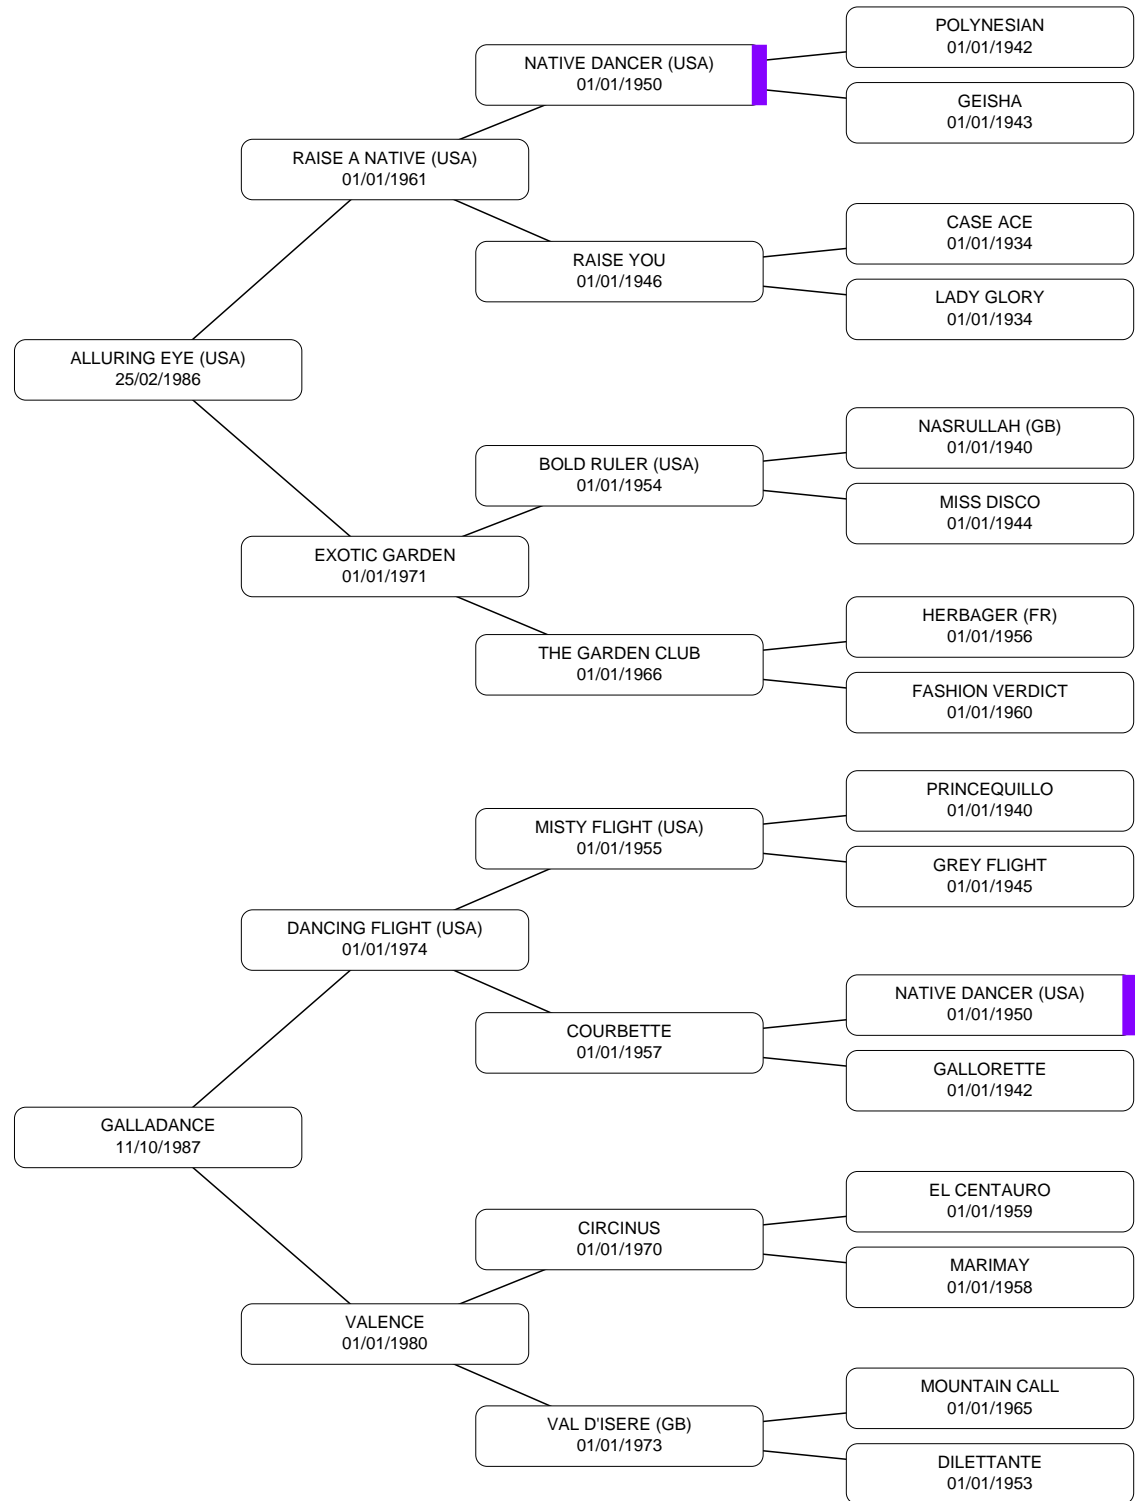 POLYNESIAN
01/01/1942
NATIVE DANCER (USA)
01/01/1950
GEISHA
01/01/1943
RAISE A NATIVE (USA)
01/01/1961
CASE ACE
01/01/1934
RAISE YOU
01/01/1946
LADY GLORY
01/01/1934
ALLURING EYE (USA)
25/02/1986
NASRULLAH (GB)
01/01/1940
BOLD RULER (USA)
01/01/1954
MISS DISCO
01/01/1944
EXOTIC GARDEN
01/01/1971
HERBAGER (FR)
01/01/1956
THE GARDEN CLUB
01/01/1966
FASHION VERDICT
01/01/1960
PRINCEQUILLO
01/01/1940
MISTY FLIGHT (USA)
01/01/1955
GREY FLIGHT
01/01/1945
DANCING FLIGHT (USA)
01/01/1974
NATIVE DANCER (USA)
01/01/1950
COURBETTE
01/01/1957
GALLORETTE
01/01/1942
GALLADANCE
11/10/1987
EL CENTAURO
01/01/1959
CIRCINUS
01/01/1970
MARIMAY
01/01/1958
VALENCE
01/01/1980
MOUNTAIN CALL
01/01/1965
VAL D'ISERE (GB)
01/01/1973
DILETTANTE
01/01/1953